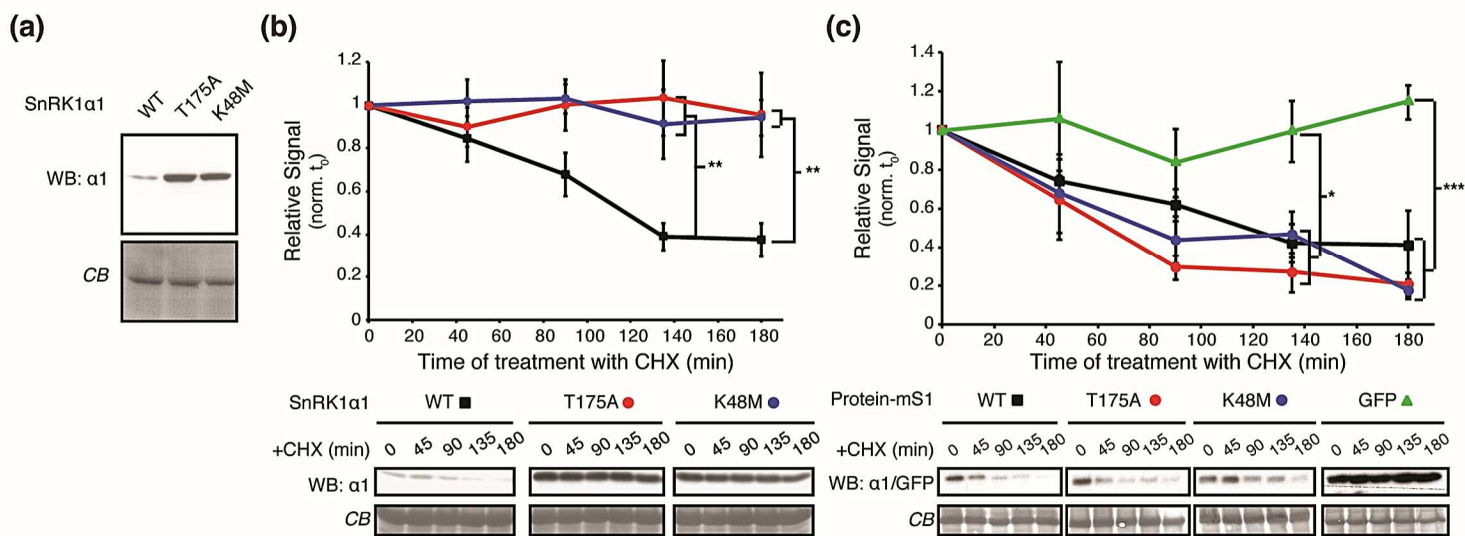 (a)
SnRK1α1
WT T175A K48M
WB: α1
CB
(b)
Relative Signal
(norm. t0)
1.2
1
0.8
0.6
0.4
0.2
0
** **
0 20 40 60 80 100 120 140 160 180
Time of treatment with CHX (min)
SnRK1α1 WT T175A K48M
+CHX (min) 0 45 90 135 180 0 45 90 135 180 0 45 90 135 180
WB: α1
CB
(c)
Relative Signal
(norm. t0)
1.4
1.2
1.0
0.8
0.6
0.4
0.2
0
* ***
0 20 40 60 80 100 120 140 160 180
Time of treatment with CHX (min)
Protein-mS1 WT T175A K48M GFP
+CHX (min) 0 45 90 135 180 0 45 90 135 180 0 45 90 135 180 0 45 90 135 180
WB: α1/GFP
CB